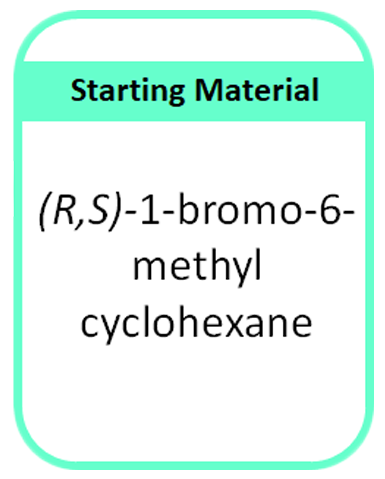 Starting Material
(R,S)-1-bromo-6-
methyl
cyclohexane